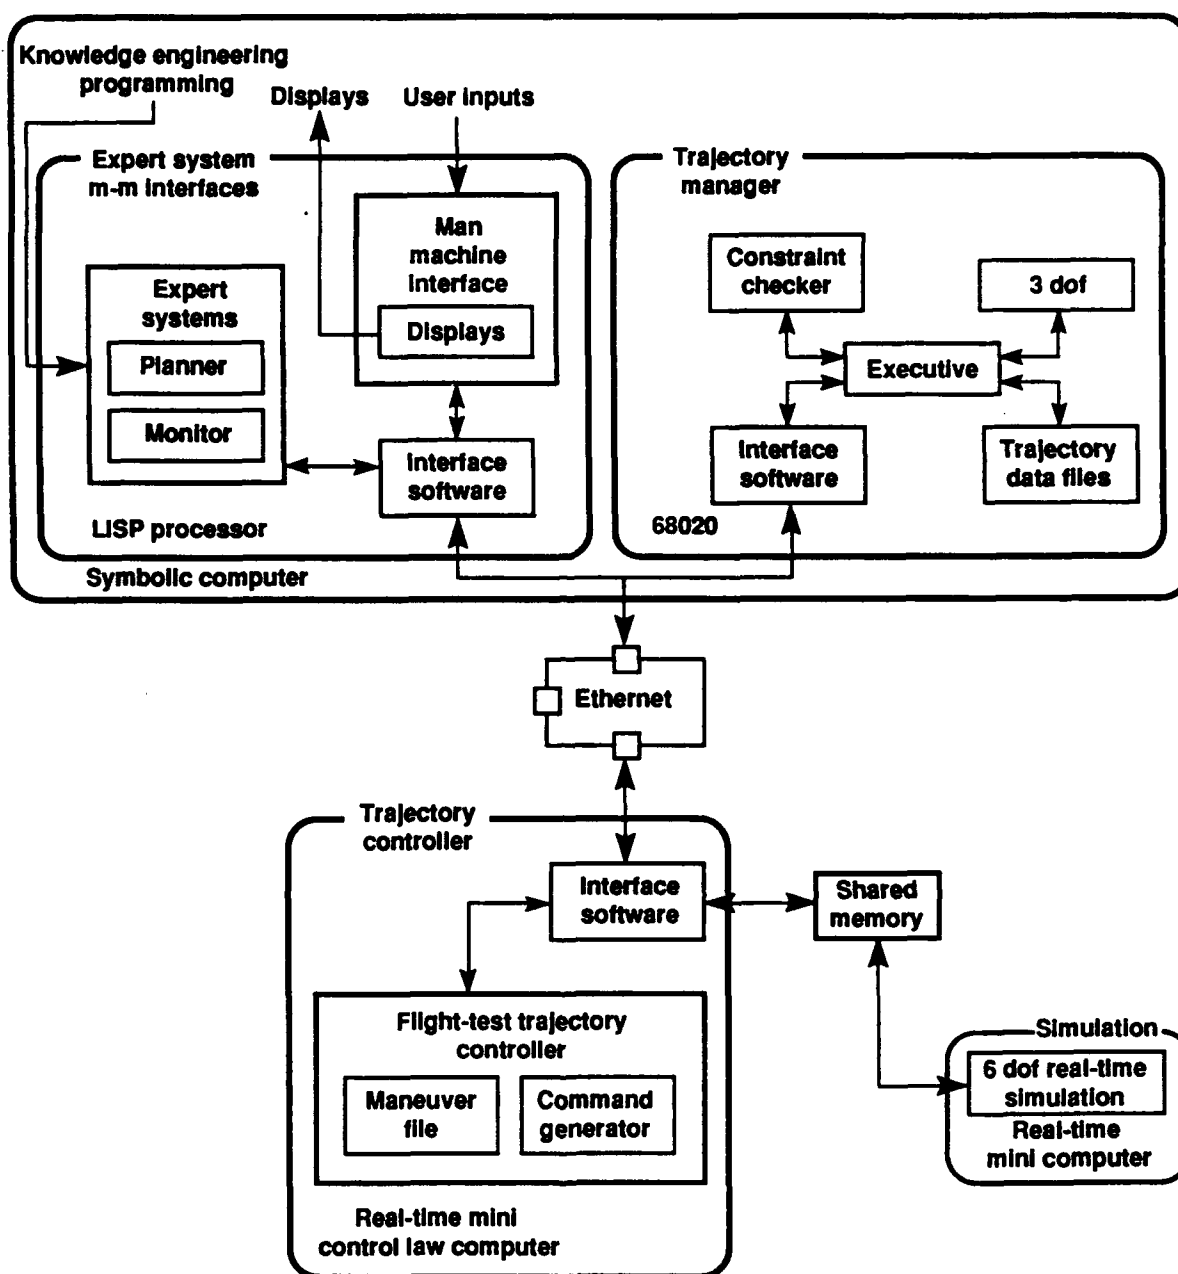 Knowledge engineering
programming
Displays
User inputs
Expert system
m-m interfaces
Man
machine
interface
Displays
Expert
systems
Planner
Monitor
Interface
software
LISP processor
Symbolic computer
Trajectory
manager
Constraint
checker
3 dof
Executive
Interface
software
Trajectory
data files
68020
Ethernet
Trajectory
controller
Interface
software
Shared
memory
Flight-test trajectory
controller
Maneuver
file
Command
generator
Real-time mini
control law computer
Simulation
6 dof real-time
simulation
Real-time
mini computer